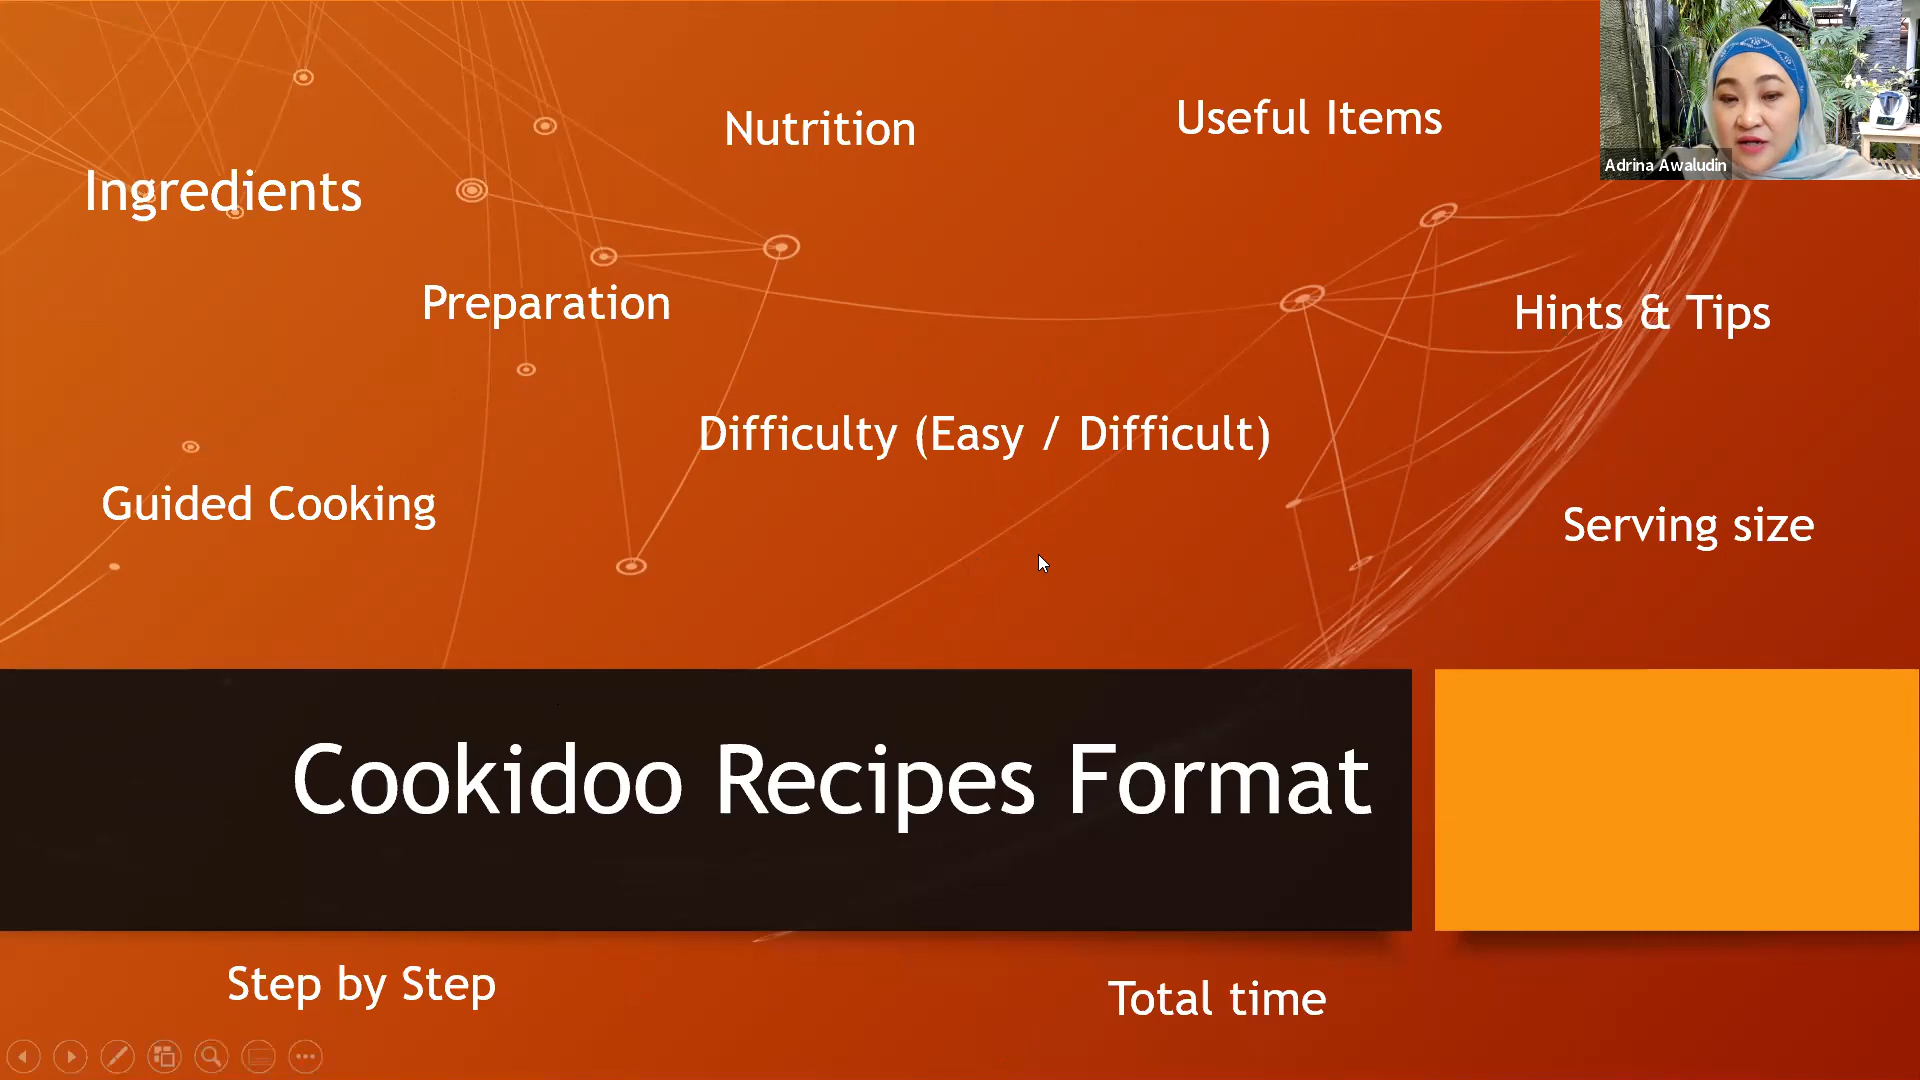 Nutrition
Useful Items
Adrina Awaludin
Ingredients
Preparation
Hints & Tips
Difficulty (Easy / Difficult)
Guided Cooking
Serving size
Cookidoo Recipes Format
Step by Step
Total time